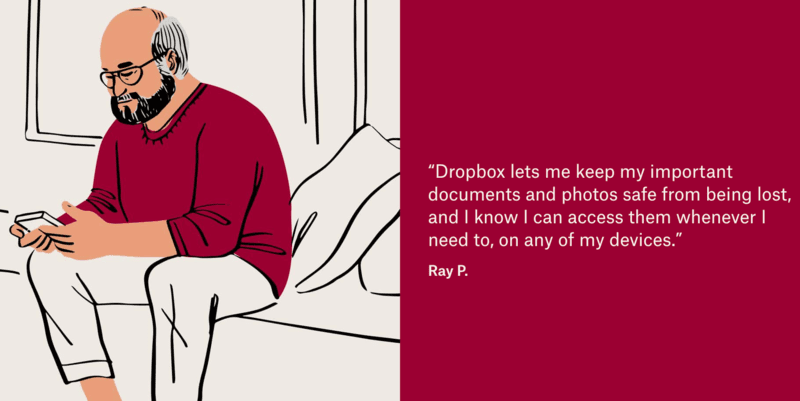 “Dropbox lets me keep my important
documents and photos safe from being lost,
and I know I can access them whenever I
need to, on any of my devices.”
Ray P.